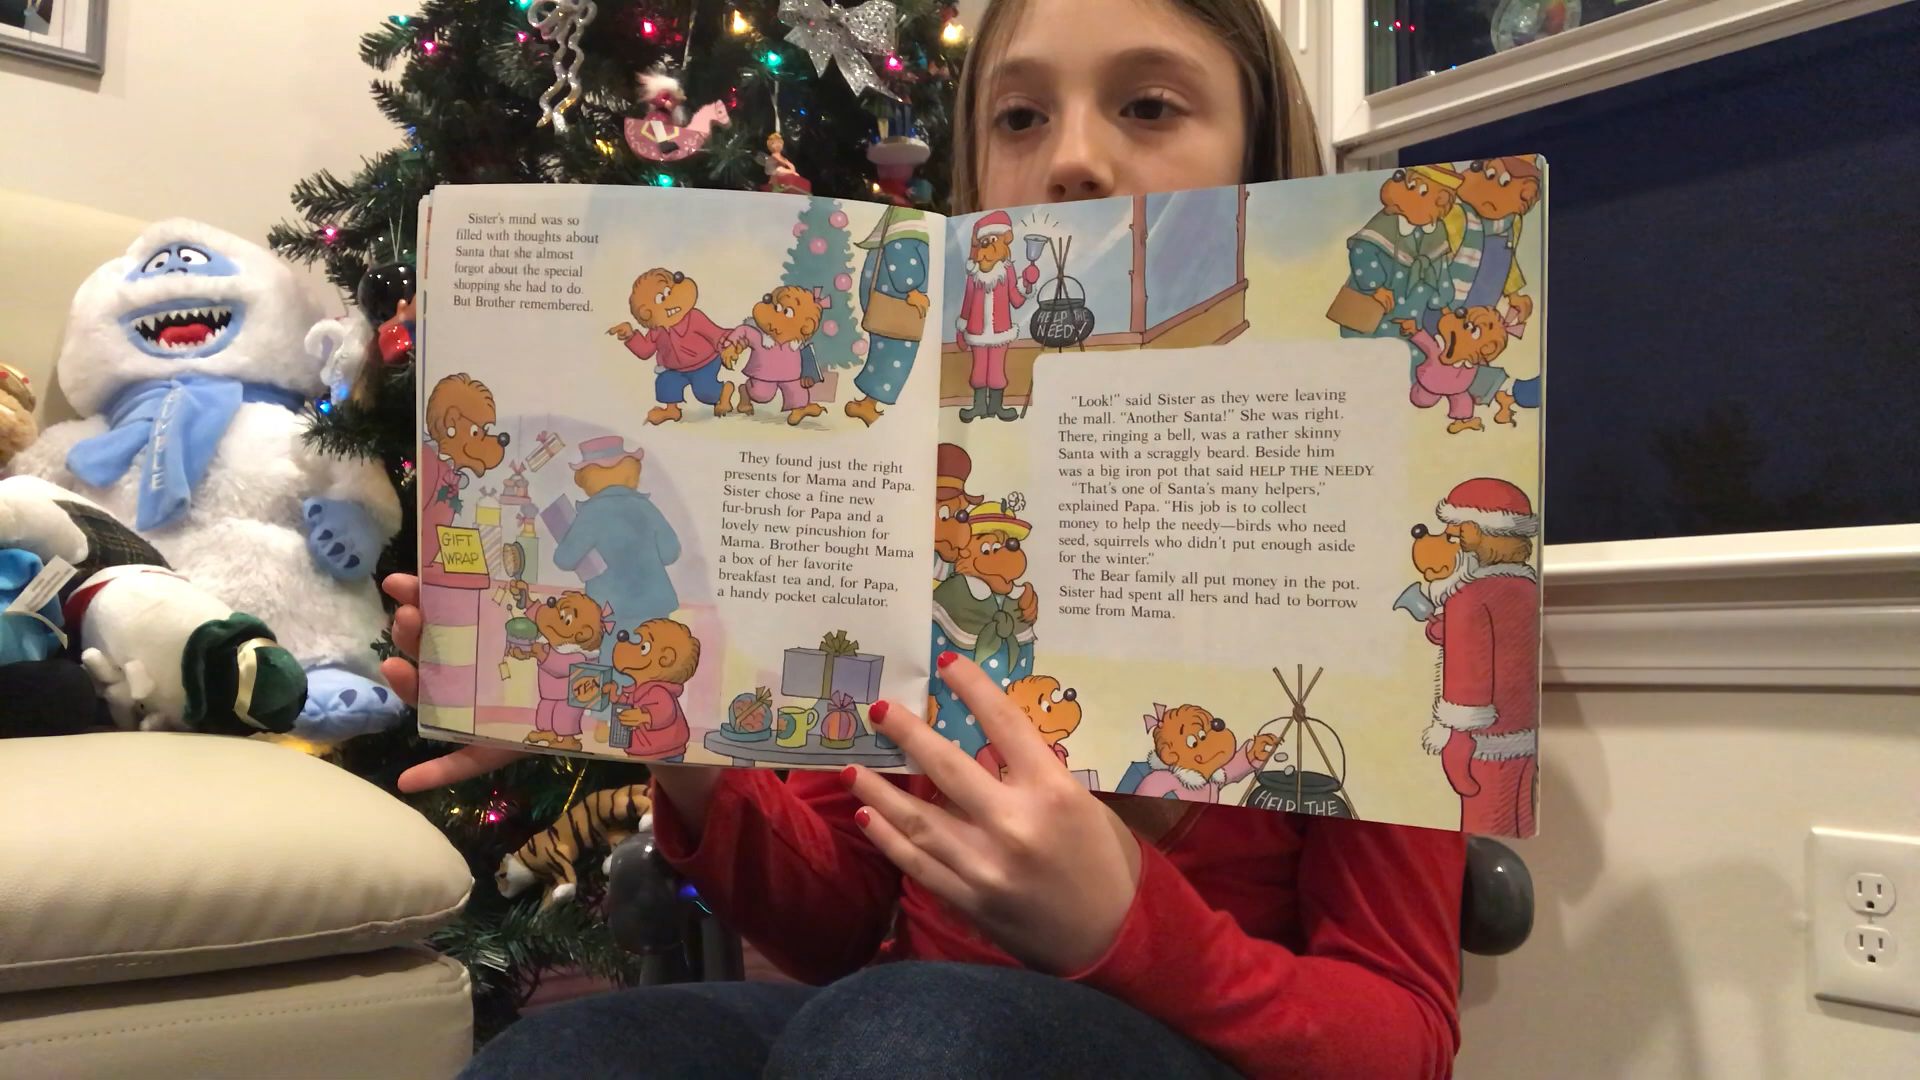 Sister's mind was so
filled with thoughts about
Santa that she almost
forgot about the special
shopping she had to do.
But Brother remembered.
They found just the right
presents for Mama and Papa.
Sister chose a fine new
fur-brush for Papa and a
lovely new pincushion for
Mama. Brother bought Mama
a box of her favorite
breakfast tea and, for Papa,
a handy pocket calculator.
GIFT
WRAP
TEA
HELP THE
NEEDY
"Look!" said Sister as they were leaving
the mall. "Another Santa!" She was right.
There, ringing a bell, was a rather skinny
Santa with a scraggly beard. Beside him
was a big iron pot that said HELP THE NEEDY.
"That's one of Santa's many helpers,"
explained Papa. "His job is to collect
money to help the needy—birds who need
seed, squirrels who didn't put enough aside
for the winter."
The Bear family all put money in the pot.
Sister had spent all hers and had to borrow
some from Mama.
HELP THE